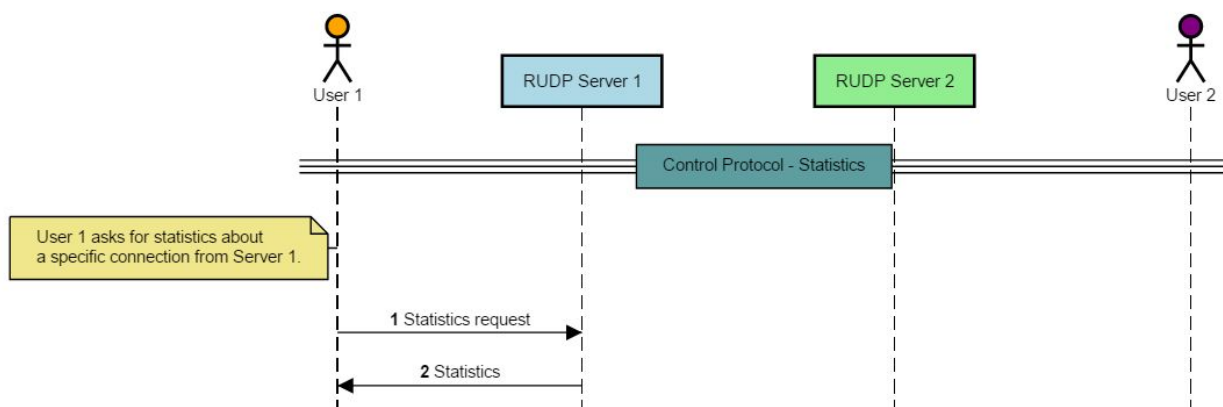 User 1
RUDP Server 1
RUDP Server 2
User 2
Control Protocol - Statistics
User 1 asks for statistics about
a specific connection from Server 1.
1 Statistics request
2 Statistics